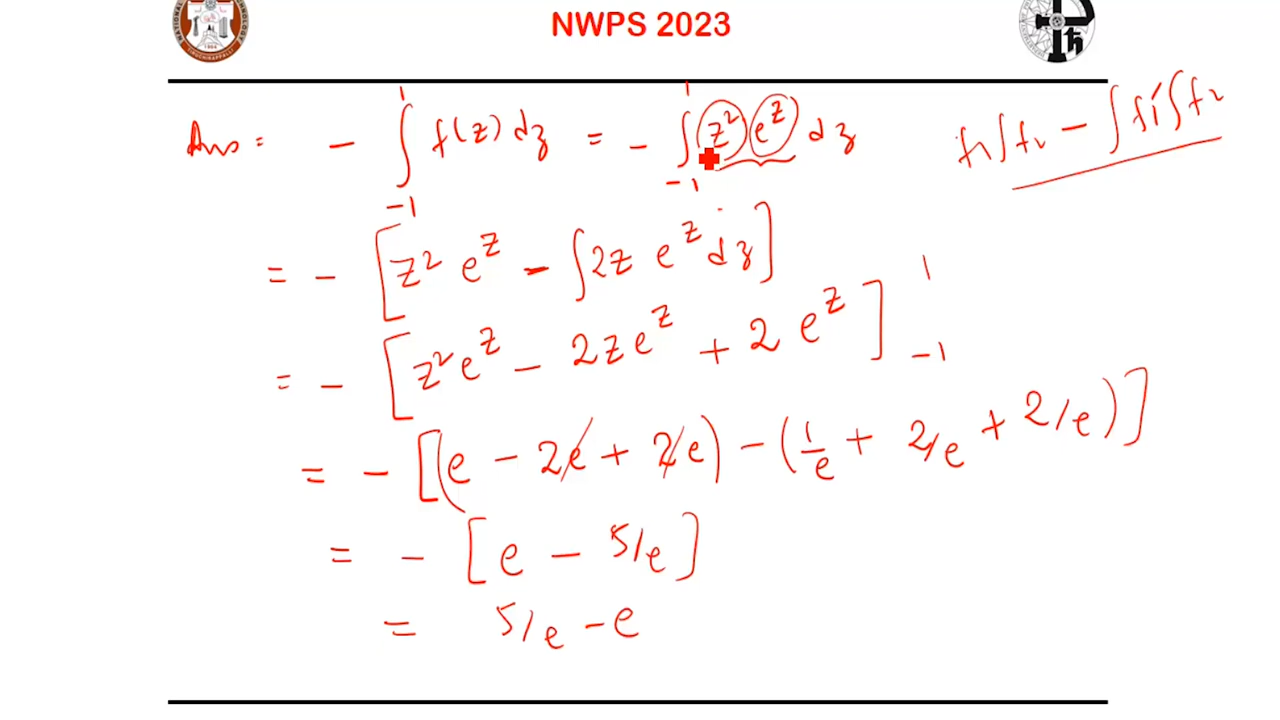 NWPS 2023
Ans = - ∫_{-1}^{1} f(z) dz = - ∫_{-1}^{1} z² e^z dz
f₁∫f₂ - ∫f₁'∫f₂
= - [z² e^z - ∫2z e^z dz]
= - [z² e^z - 2z e^z + 2 e^z]_{-1}^{1}
= - [(e - 2e + 2e) - (1/e + 2/e + 2/e)]
= - [e - 5/e]
= 5/e - e